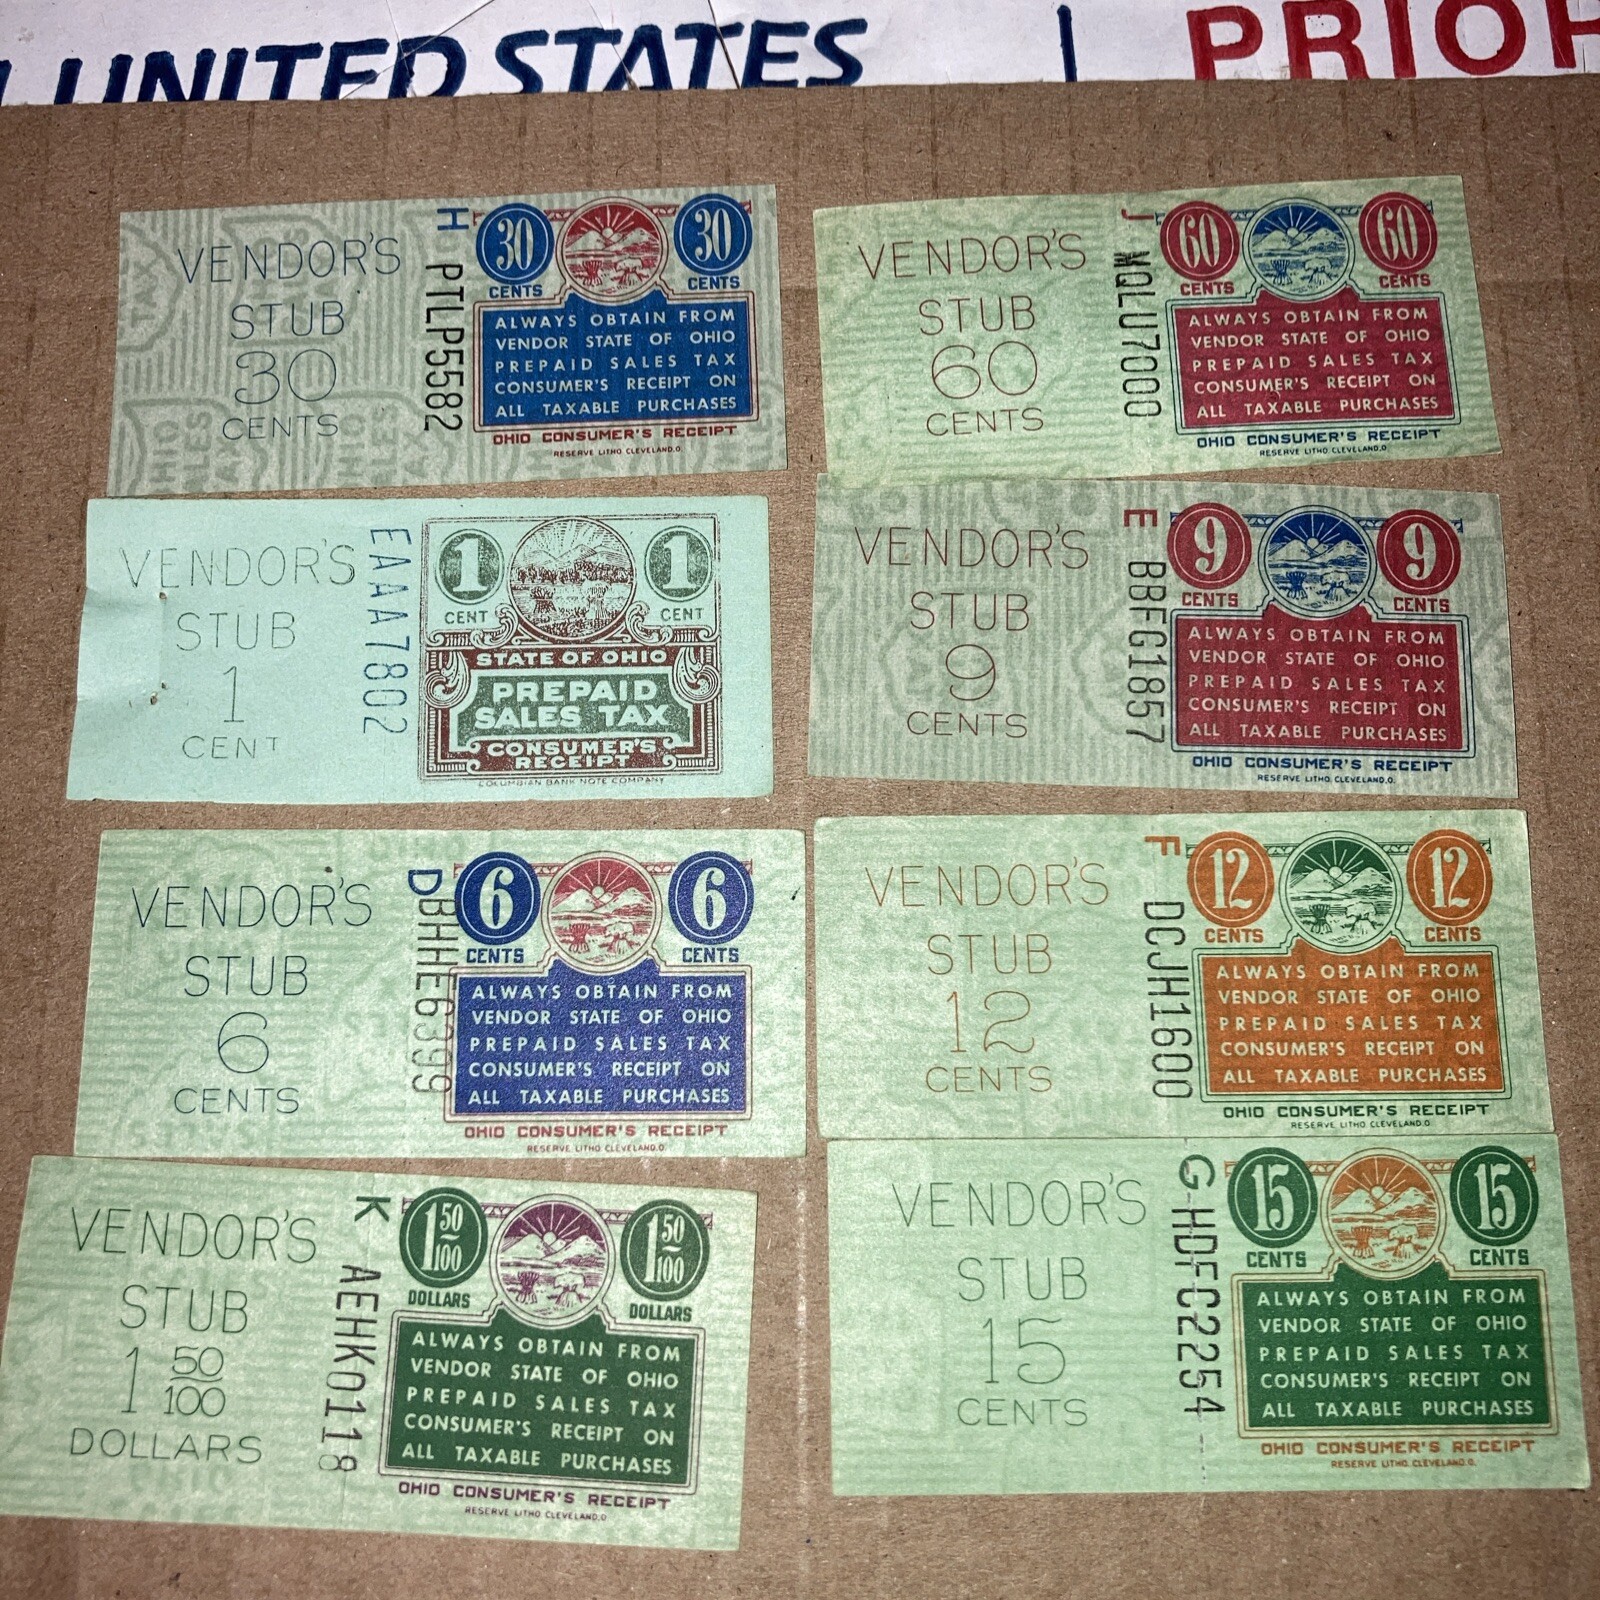 UNITED STATES
PRIOR
VENDOR'S
STUB
30
CENTS
H PTLP5582
30 30
CENTS CENTS
ALWAYS OBTAIN FROM
VENDOR STATE OF OHIO
PREPAID SALES TAX
CONSUMER'S RECEIPT ON
ALL TAXABLE PURCHASES
OHIO CONSUMER'S RECEIPT
RESERVE LITHO. CLEVELAND.O.
VENDOR'S
STUB
60
CENTS
J MQLU7000
60 60
CENTS CENTS
ALWAYS OBTAIN FROM
VENDOR STATE OF OHIO
PREPAID SALES TAX
CONSUMER'S RECEIPT ON
ALL TAXABLE PURCHASES
OHIO CONSUMER'S RECEIPT
RESERVE LITHO. CLEVELAND.O.
VENDOR'S
STUB
1
CENT
EAAA7802
1 1
CENT CENT
STATE OF OHIO
PREPAID
SALES TAX
CONSUMER'S
RECEIPT
COLUMBIAN BANK NOTE COMPANY
VENDOR'S
STUB
9
CENTS
E BBFG1857
9 9
CENTS CENTS
ALWAYS OBTAIN FROM
VENDOR STATE OF OHIO
PREPAID SALES TAX
CONSUMER'S RECEIPT ON
ALL TAXABLE PURCHASES
OHIO CONSUMER'S RECEIPT
RESERVE LITHO. CLEVELAND.O.
VENDOR'S
STUB
6
CENTS
DBHHE6399
6 6
CENTS CENTS
ALWAYS OBTAIN FROM
VENDOR STATE OF OHIO
PREPAID SALES TAX
CONSUMER'S RECEIPT ON
ALL TAXABLE PURCHASES
OHIO CONSUMER'S RECEIPT
RESERVE LITHO. CLEVELAND.O.
VENDOR'S
STUB
12
CENTS
F DCJH1600
12 12
CENTS CENTS
ALWAYS OBTAIN FROM
VENDOR STATE OF OHIO
PREPAID SALES TAX
CONSUMER'S RECEIPT ON
ALL TAXABLE PURCHASES
OHIO CONSUMER'S RECEIPT
RESERVE LITHO. CLEVELAND.O
VENDOR'S
STUB
1 50/100
DOLLARS
K AEHK0118
1 50/100 1 50/100
DOLLARS DOLLARS
ALWAYS OBTAIN FROM
VENDOR STATE OF OHIO
PREPAID SALES TAX
CONSUMER'S RECEIPT ON
ALL TAXABLE PURCHASES
OHIO CONSUMER'S RECEIPT
RESERVE LITHO. CLEVELAND.O
VENDOR'S
STUB
15
CENTS
G HDFC2254
15 15
CENTS CENTS
ALWAYS OBTAIN FROM
VENDOR STATE OF OHIO
PREPAID SALES TAX
CONSUMER'S RECEIPT ON
ALL TAXABLE PURCHASES
OHIO CONSUMER'S RECEIPT
RESERVE LITHO. CLEVELAND.O.